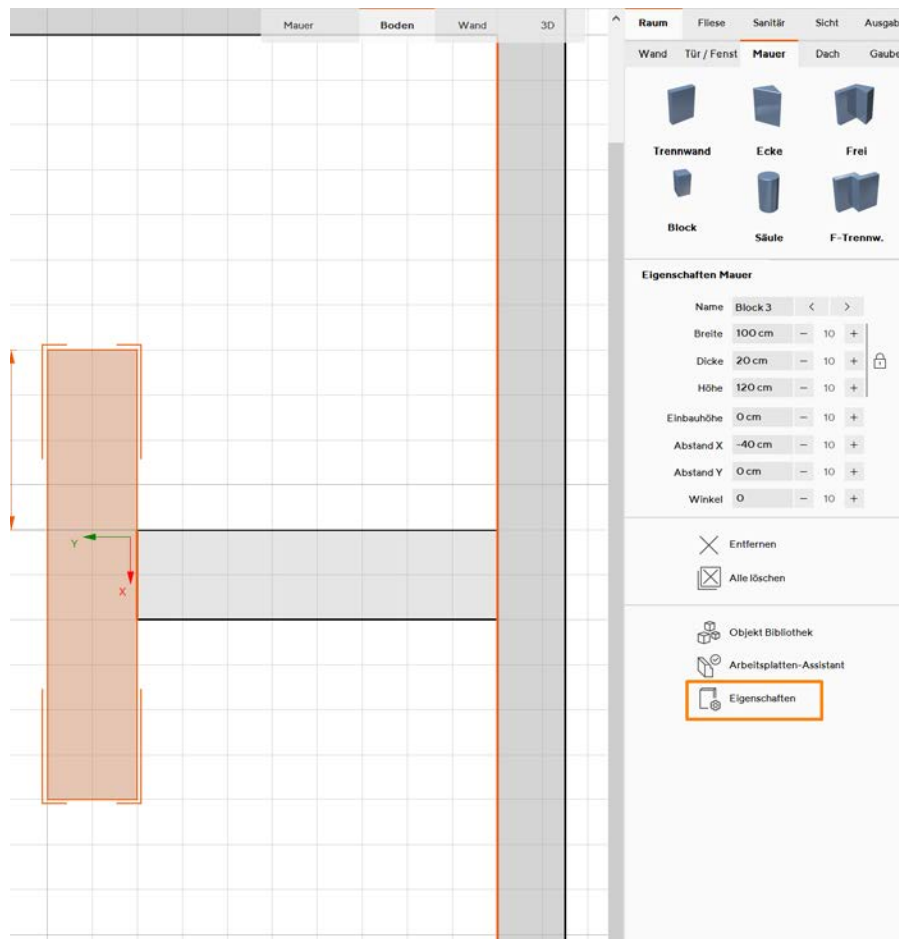 Mauer Boden Wand 3D
Raum Fliese Sanitär Sicht Ausgab
Wand Tür / Fenst Mauer Dach Gaube
Trennwand Ecke Frei
Block Säule F-Trennw.
Eigenschaften Mauer
Name Block 3 < >
Breite 100 cm – 10 +
Dicke 20 cm – 10 +
Höhe 120 cm – 10 +
Einbauhöhe 0 cm – 10 +
Abstand X -40 cm – 10 +
Abstand Y 0 cm – 10 +
Winkel 0 – 10 +
Y
X
Entfernen
Alle löschen
Objekt Bibliothek
Arbeitsplatten-Assistant
Eigenschaften